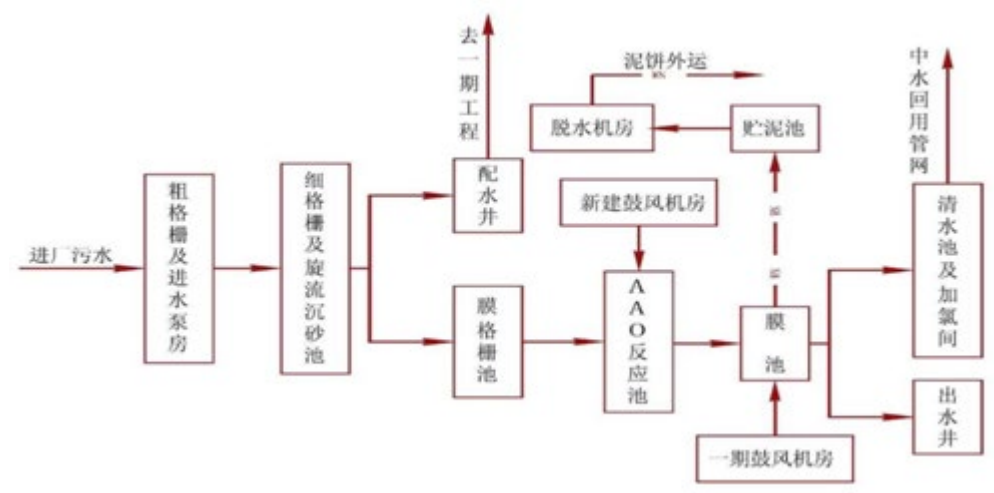 进厂污水
粗格栅及进水泵房
细格栅及旋流沉砂池
去一期工程
配水井
膜格栅池
泥饼外运
脱水机房
贮泥池
新建鼓风机房
AAO反应池
膜池
一期鼓风机房
中水回用管网
清水池及加氯间
出水井